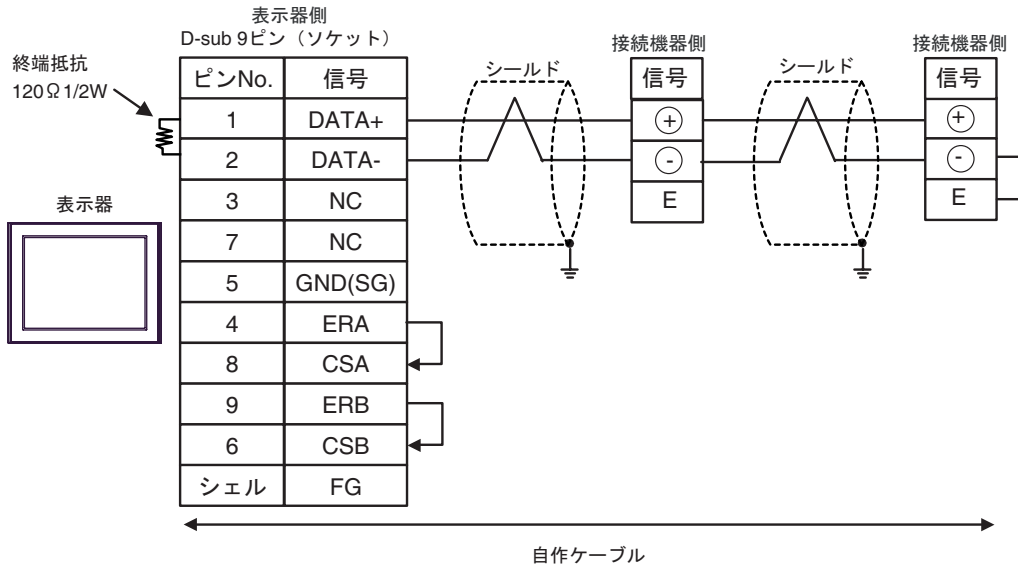 表示器側
D-sub 9ピン（ソケット）
終端抵抗
120Ω1/2W
表示器
ピンNo. 信号
1 DATA+
2 DATA-
3 NC
7 NC
5 GND(SG)
4 ERA
8 CSA
9 ERB
6 CSB
シェル FG
シールド
接続機器側
信号
+
-
E
シールド
接続機器側
信号
+
-
E
自作ケーブル